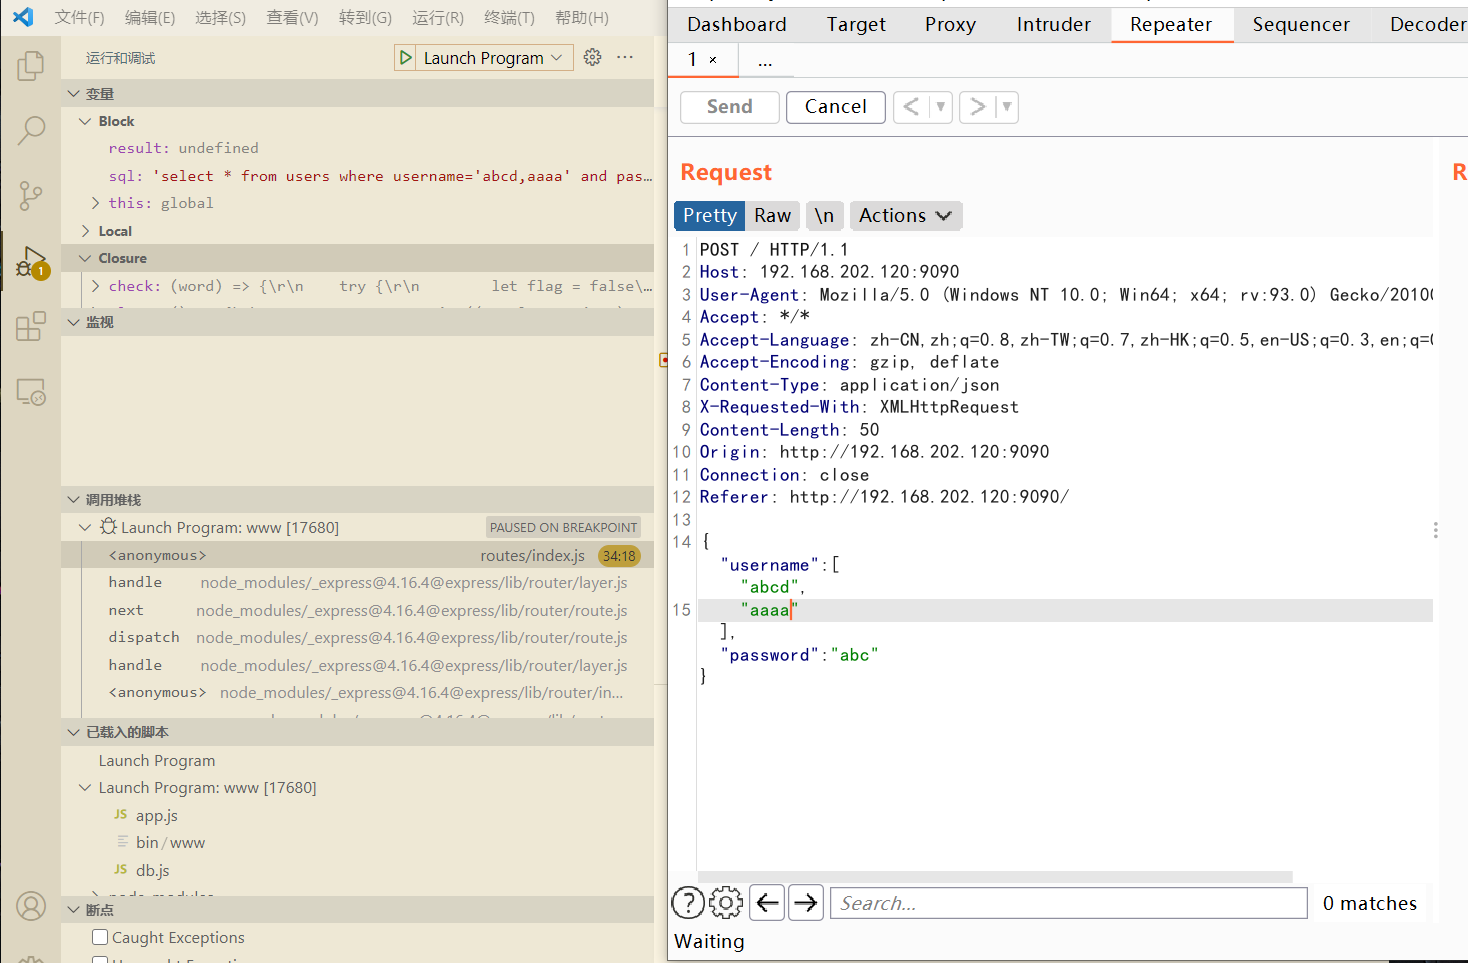 文件(F) 编辑(E) 选择(S) 查看(V) 转到(G) 运行(R) 终端(T) 帮助(H)
运行和调试 Launch Program
变量
Block
result: undefined
sql: 'select * from users where username='abcd,aaaa' and pas…
this: global
Local
Closure
check: (word) => {\r\n    try {\r\n        let flag = false\…
监视
调用堆栈
Launch Program: www [17680] PAUSED ON BREAKPOINT
<anonymous> routes/index.js 34:18
handle node_modules/_express@4.16.4@express/lib/router/layer.js
next node_modules/_express@4.16.4@express/lib/router/route.js
dispatch node_modules/_express@4.16.4@express/lib/router/route.js
handle node_modules/_express@4.16.4@express/lib/router/layer.js
<anonymous> node_modules/_express@4.16.4@express/lib/router/in…
已载入的脚本
Launch Program
Launch Program: www [17680]
JS app.js
bin/www
JS db.js
node_modules
断点
Caught Exceptions
1
Dashboard Target Proxy Intruder Repeater Sequencer Decoder
1 × ...
Send Cancel < ▼ > ▼
Request R
Pretty Raw \n Actions
1 POST / HTTP/1.1
2 Host: 192.168.202.120:9090
3 User-Agent: Mozilla/5.0 (Windows NT 10.0; Win64; x64; rv:93.0) Gecko/20100
4 Accept: */*
5 Accept-Language: zh-CN,zh;q=0.8,zh-TW;q=0.7,zh-HK;q=0.5,en-US;q=0.3,en;q=0
6 Accept-Encoding: gzip, deflate
7 Content-Type: application/json
8 X-Requested-With: XMLHttpRequest
9 Content-Length: 50
10 Origin: http://192.168.202.120:9090
11 Connection: close
12 Referer: http://192.168.202.120:9090/
13
14 {
"username":[
"abcd",
15 "aaaa"
],
"password":"abc"
}
? Search... 0 matches
Waiting